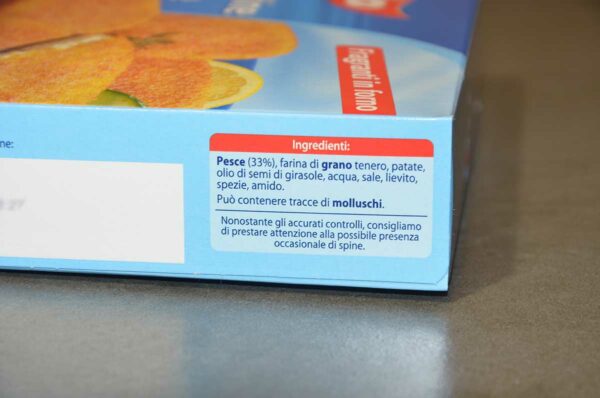 Fragranti in forno
ne:
Ingredienti:
Pesce (33%), farina di grano tenero, patate,
olio di semi di girasole, acqua, sale, lievito,
spezie, amido.
Può contenere tracce di molluschi.
Nonostante gli accurati controlli, consigliamo
di prestare attenzione alla possibile presenza
occasionale di spine.